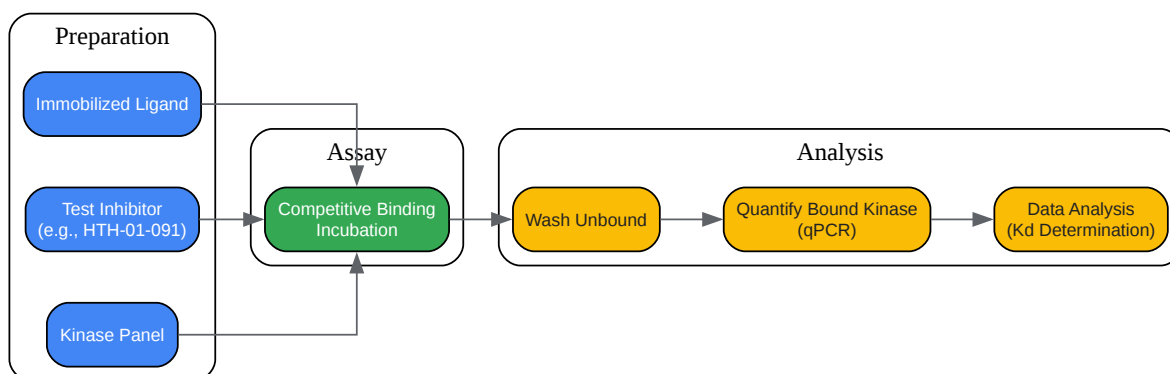 Preparation
Immobilized Ligand
Test Inhibitor
(e.g., HTH-01-091)
Kinase Panel
Assay
Competitive Binding
Incubation
Analysis
Wash Unbound
Quantify Bound Kinase
(qPCR)
Data Analysis
(Kd Determination)